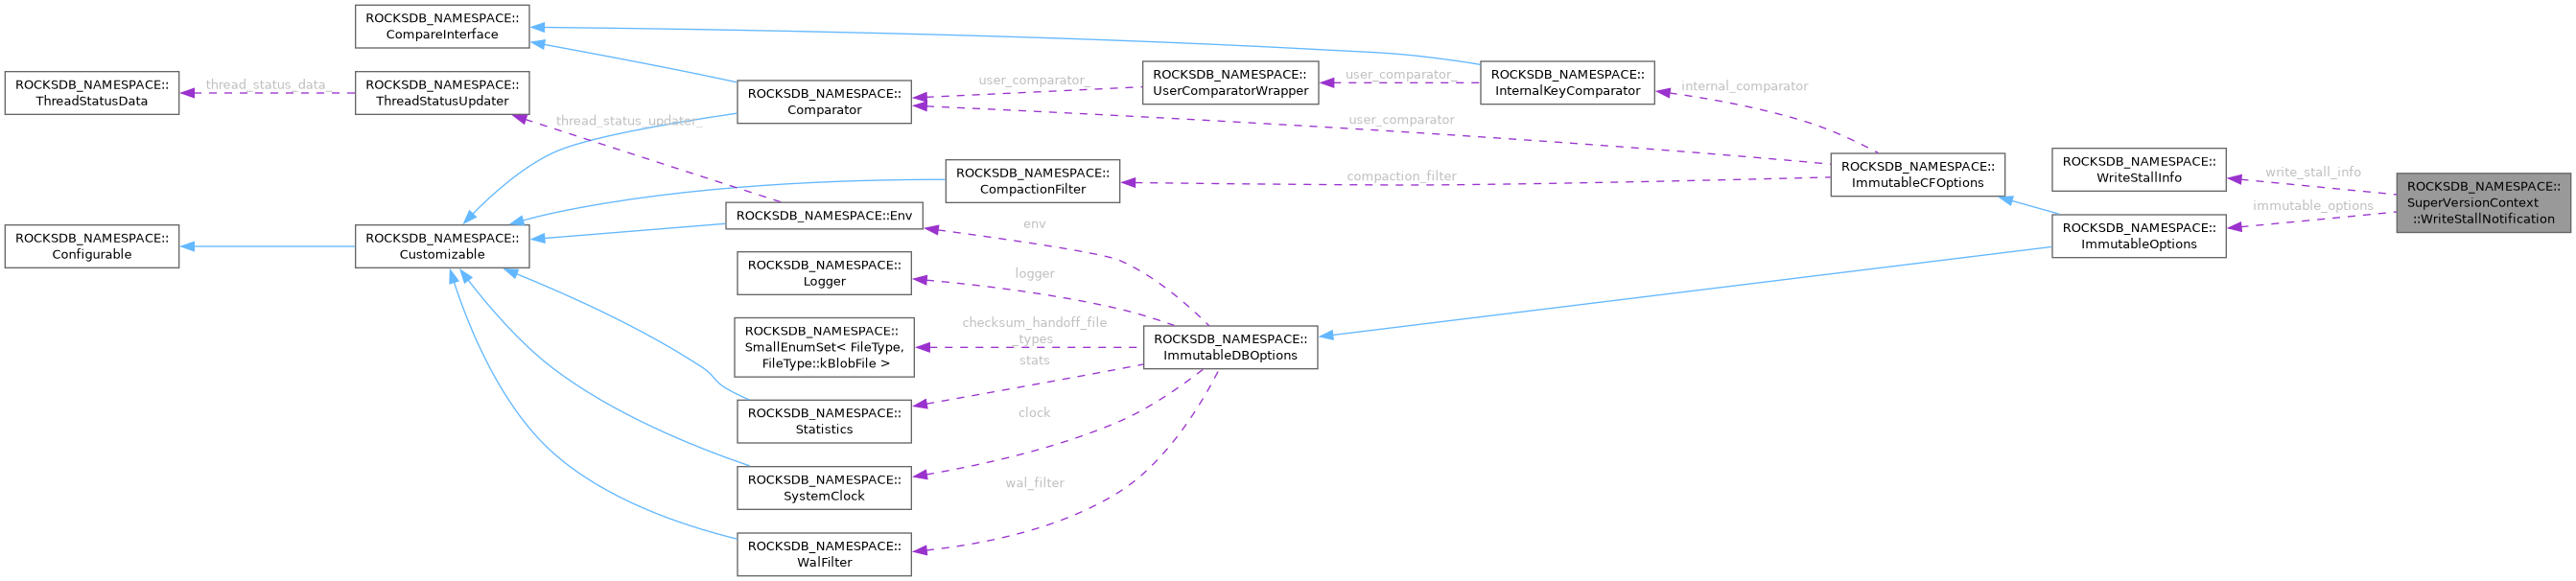 ROCKSDB_NAMESPACE::
CompareInterface
ROCKSDB_NAMESPACE::
ThreadStatusData
thread_status_data_
ROCKSDB_NAMESPACE::
ThreadStatusUpdater
thread_status_updater_
ROCKSDB_NAMESPACE::
Comparator
user_comparator_
ROCKSDB_NAMESPACE::
UserComparatorWrapper
user_comparator_
ROCKSDB_NAMESPACE::
InternalKeyComparator
internal_comparator
user_comparator
ROCKSDB_NAMESPACE::
CompactionFilter
compaction_filter
ROCKSDB_NAMESPACE::
ImmutableCFOptions
ROCKSDB_NAMESPACE::
WriteStallInfo
write_stall_info
immutable_options
ROCKSDB_NAMESPACE::
SuperVersionContext
::WriteStallNotification
ROCKSDB_NAMESPACE::
Configurable
ROCKSDB_NAMESPACE::
Customizable
ROCKSDB_NAMESPACE::Env
env
ROCKSDB_NAMESPACE::
ImmutableOptions
ROCKSDB_NAMESPACE::
Logger
logger
ROCKSDB_NAMESPACE::
SmallEnumSet< FileType,
FileType::kBlobFile >
checksum_handoff_file
_types
ROCKSDB_NAMESPACE::
ImmutableDBOptions
stats
ROCKSDB_NAMESPACE::
Statistics
clock
ROCKSDB_NAMESPACE::
SystemClock
wal_filter
ROCKSDB_NAMESPACE::
WalFilter